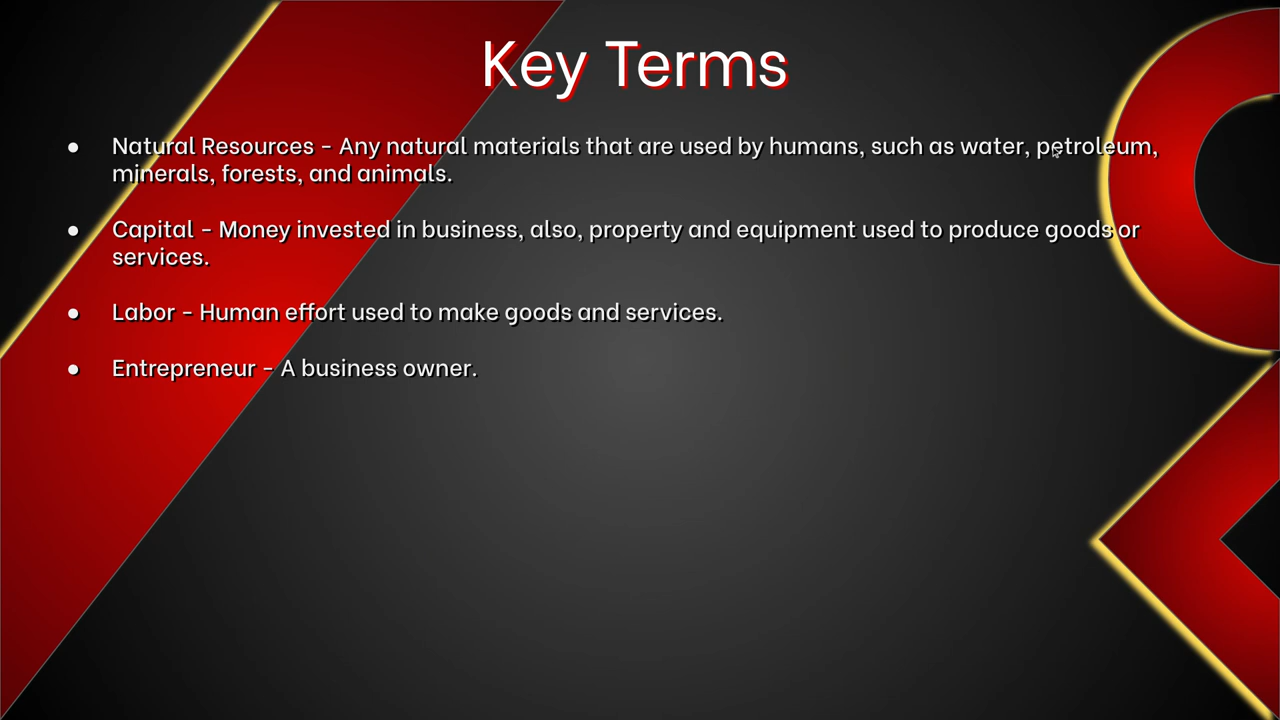 Key Terms
● Natural Resources - Any natural materials that are used by humans, such as water, petroleum,
minerals, forests, and animals.
● Capital - Money invested in business, also, property and equipment used to produce goods or
services.
● Labor - Human effort used to make goods and services.
● Entrepreneur - A business owner.